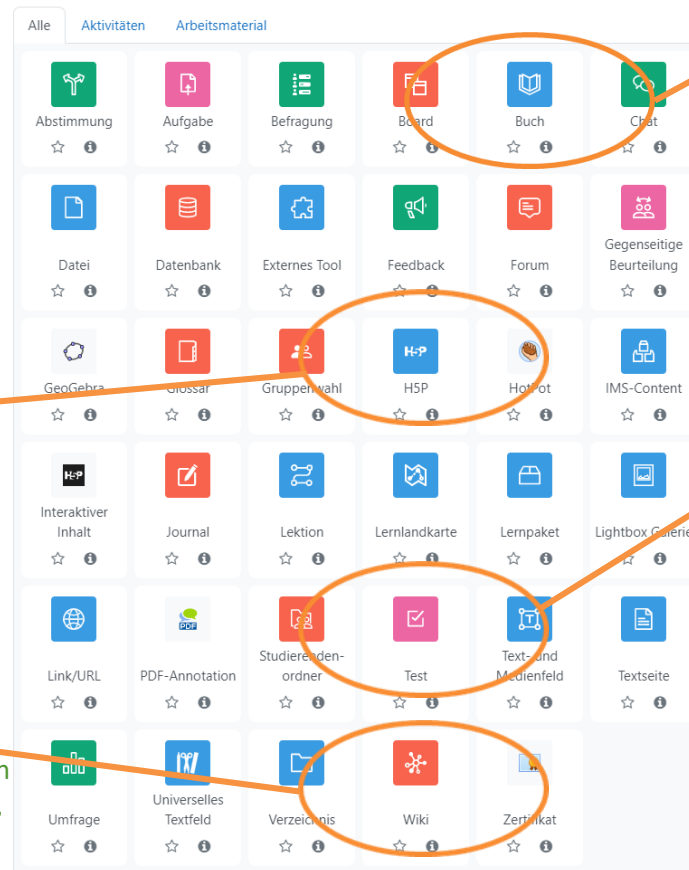 Alle Aktivitäten Arbeitsmaterial
Abstimmung Aufgabe Befragung Board Buch Chat
Gegenseitige
Datei Datenbank Externes Tool Feedback Forum Beurteilung
H5P
GeoGebra Glossar Gruppenwahl H5P HotPot IMS-Content
H5P
Interaktiver
Inhalt Journal Lektion Lernlandkarte Lernpaket Lightbox Galerie
PDF
Studierenden- Text- und
Link/URL PDF-Annotation ordner Test Medienfeld Textseite
n
Universelles
Umfrage Textfeld Verzeichnis Wiki Zertifikat